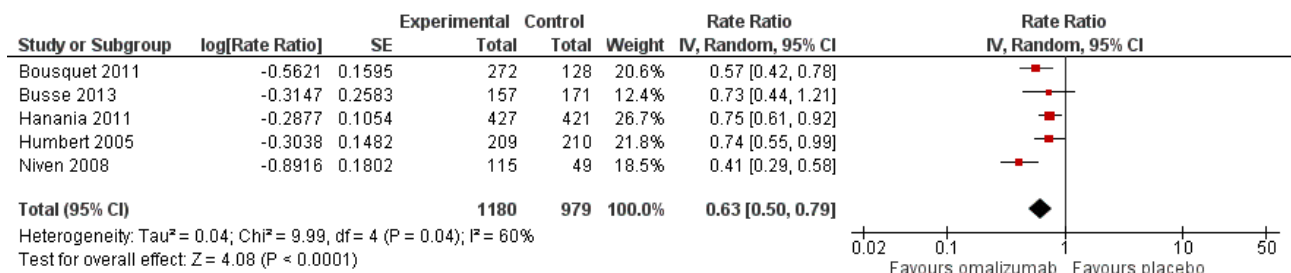 Experimental Control Rate Ratio Rate Ratio
Study or Subgroup log[Rate Ratio] SE Total Total Weight IV, Random, 95% CI IV, Random, 95% CI
Bousquet 2011 -0.5621 0.1595 272 128 20.6% 0.57 [0.42, 0.78]
Busse 2013 -0.3147 0.2583 157 171 12.4% 0.73 [0.44, 1.21]
Hanania 2011 -0.2877 0.1054 427 421 26.7% 0.75 [0.61, 0.92]
Humbert 2005 -0.3038 0.1482 209 210 21.8% 0.74 [0.55, 0.99]
Niven 2008 -0.8916 0.1802 115 49 18.5% 0.41 [0.29, 0.58]
Total (95% CI) 1180 979 100.0% 0.63 [0.50, 0.79]
Heterogeneity: Tau² = 0.04; Chi² = 9.99, df = 4 (P = 0.04); I² = 60%
Test for overall effect: Z = 4.08 (P < 0.0001)
0.02 0.1 1 10 50
Favours omalizumab Favours placebo